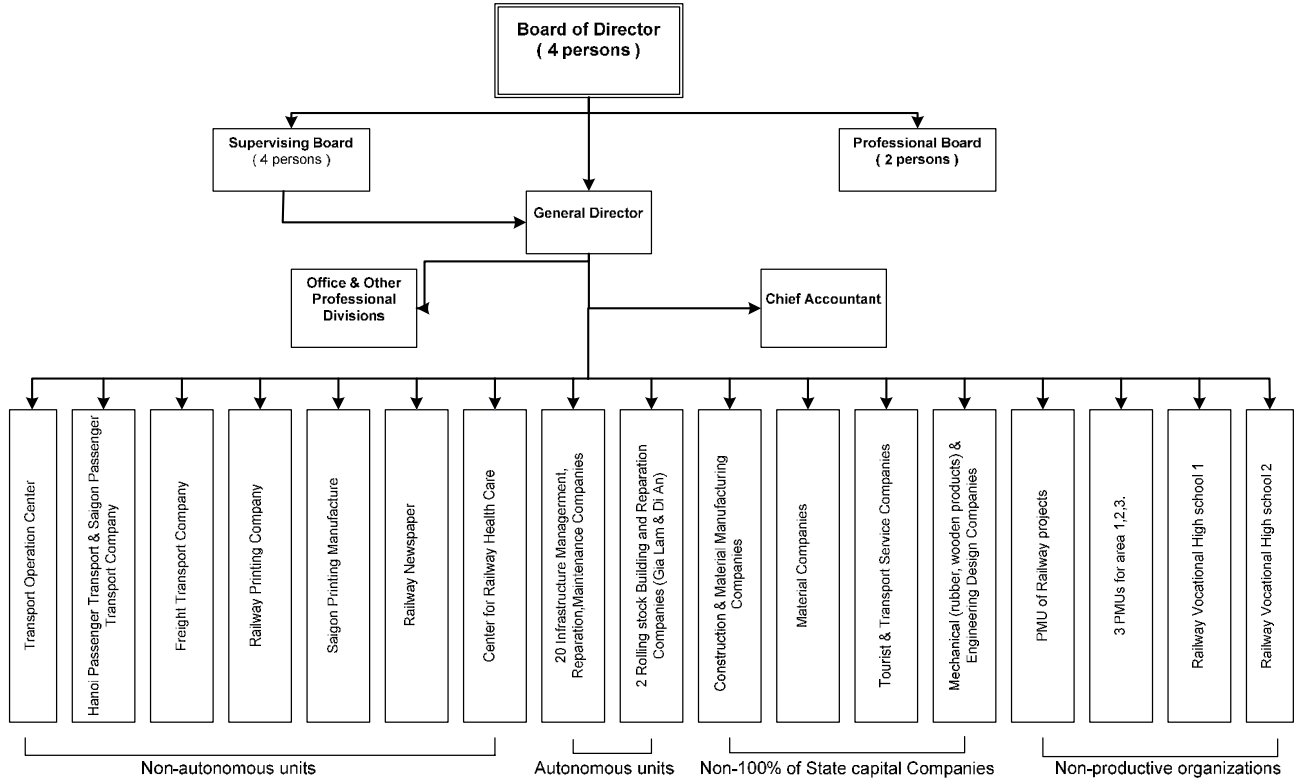 Board of Director
( 4 persons )
Supervising Board
( 4 persons )
Professional Board
( 2 persons )
General Director
Office & Other
Professional
Divisions
Chief Accountant
Transport Operation Center
Hanoi Passenger Transport & Saigon Passenger
Transport Company
Freight Transport Company
Railway Printing Company
Saigon Printing Manufacture
Railway Newspaper
Center for Railway Health Care
20 Infrastructure Managerment,
Reparation,Maintenance Companies
2 Rolling stock Building and Reparation
Companies (Gia Lam & Di An)
Construction & Material Manufacturing
Companies
Material Companies
Tourist & Transport Service Companies
Mechanical (rubber, wooden products) &
Engineering Design Companies
PMU of Railway projects
3 PMUs for area 1,2,3.
Railway Vocational High school 1
Railway Vocational High school 2
Non-autonomous units
Autonomous units
Non-100% of State capital Companies
Non-productive organizations